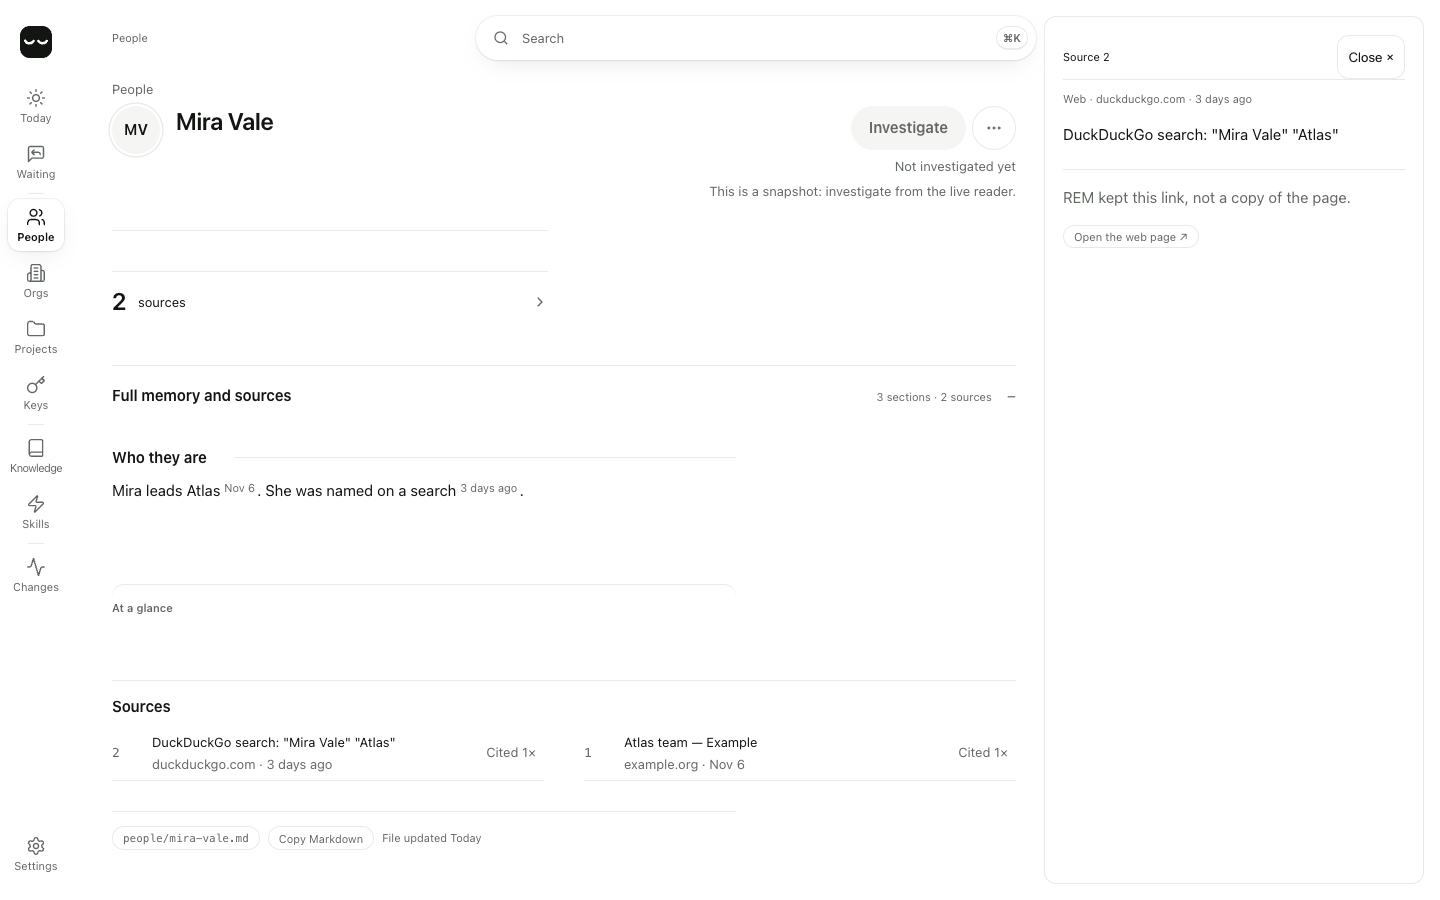 Today
Waiting
People
Orgs
Projects
Keys
Knowledge
Skills
Changes
Settings
People
Search
⌘K
People
MV
Mira Vale
Investigate
Not investigated yet
This is a snapshot: investigate from the live reader.
2 sources
Full memory and sources
3 sections · 2 sources –
Who they are
Mira leads Atlas Nov 6 . She was named on a search 3 days ago .
At a glance
Sources
2
DuckDuckGo search: "Mira Vale" "Atlas"
duckduckgo.com · 3 days ago
Cited 1×
1
Atlas team — Example
example.org · Nov 6
Cited 1×
people/mira-vale.md
Copy Markdown
File updated Today
Source 2
Close ×
Web · duckduckgo.com · 3 days ago
DuckDuckGo search: "Mira Vale" "Atlas"
REM kept this link, not a copy of the page.
Open the web page ↗